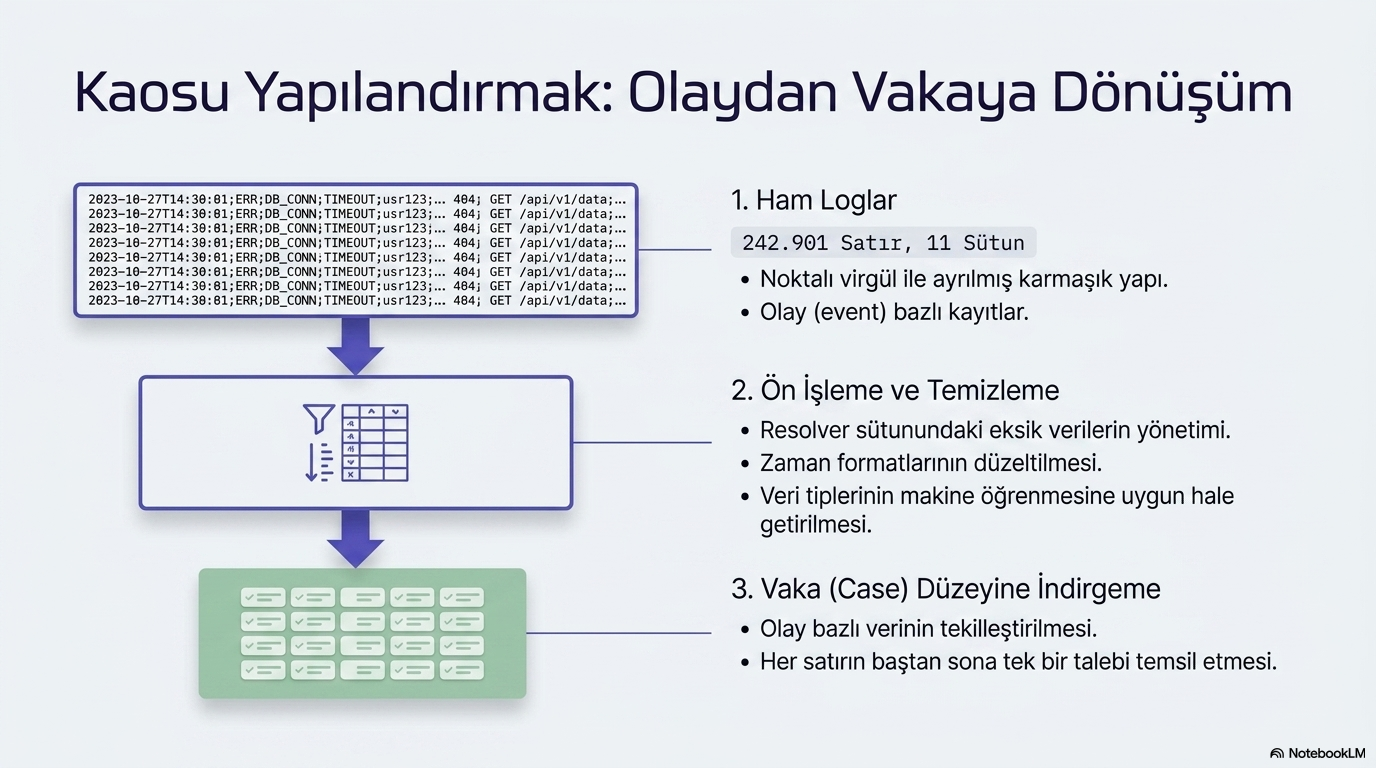 Kaosu Yapılandırmak: Olaydan Vakaya Dönüşüm
2023-10-27T14:30:01;ERR;DB_CONN;TIMEOUT;usr123;... 404; GET /api/v1/data;...
2023-10-27T14:30:01;ERR;DB_CONN;TIMEOUT;usr123;... 404; GET /api/v1/data;...
2023-10-27T14:30:01;ERR;DB_CONN;TIMEOUT;usr123;... 404; GET /api/v1/data;...
2023-10-27T14:30:01;ERR;DB_CONN;TIMEOUT;usr123;... 404; GET /api/v1/data;...
2023-10-27T14:30:01;ERR;DB_CONN;TIMEOUT;usr123;... 404; GET /api/v1/data;...
2023-10-27T14:30:01;ERR;DB_CONN;TIMEOUT;usr123;... 404; GET /api/v1/data;...
2023-10-27T14:30:01;ERR;DB_CONN;TIMEOUT;usr123;... 404; GET /api/v1/data;...
2023-10-27T14:30:01;ERR;DB_CONN;TIMEOUT;usr123;... 404; GET /api/v1/data;...
1. Ham Loglar
242.901 Satır, 11 Sütun
• Noktalı virgül ile ayrılmış karmaşık yapı.
• Olay (event) bazlı kayıtlar.
2. Ön İşleme ve Temizleme
• Resolver sütunundaki eksik verilerin yönetimi.
• Zaman formatlarının düzeltilmesi.
• Veri tiplerinin makine öğrenmesine uygun hale
getirilmesi.
3. Vaka (Case) Düzeyine İndirgeme
• Olay bazlı verinin tekilleştirilmesi.
• Her satırın baştan sona tek bir talebi temsil etmesi.
NotebookLM